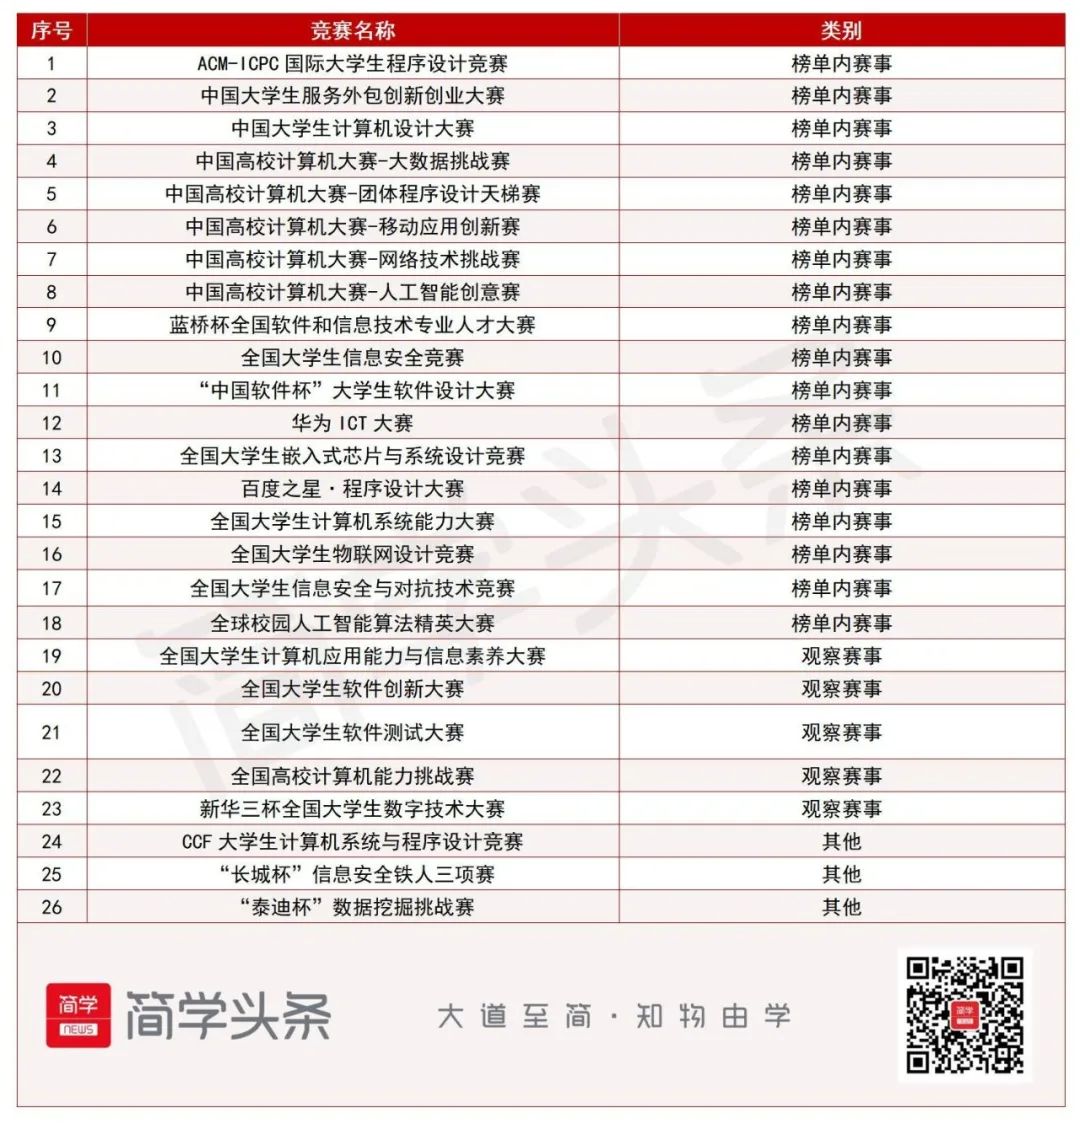 序号 竞赛名称 类别
1 ACM-ICPC 国际大学生程序设计竞赛 榜单内赛事
2 中国大学生服务外包创新创业大赛 榜单内赛事
3 中国大学生计算机设计大赛 榜单内赛事
4 中国高校计算机大赛-大数据挑战赛 榜单内赛事
5 中国高校计算机大赛-团体程序设计天梯赛 榜单内赛事
6 中国高校计算机大赛-移动应用创新赛 榜单内赛事
7 中国高校计算机大赛-网络技术挑战赛 榜单内赛事
8 中国高校计算机大赛-人工智能创意赛 榜单内赛事
9 蓝桥杯全国软件和信息技术专业人才大赛 榜单内赛事
10 全国大学生信息安全竞赛 榜单内赛事
11 “中国软件杯”大学生软件设计大赛 榜单内赛事
12 华为 ICT 大赛 榜单内赛事
13 全国大学生嵌入式芯片与系统设计竞赛 榜单内赛事
14 百度之星·程序设计大赛 榜单内赛事
15 全国大学生计算机系统能力大赛 榜单内赛事
16 全国大学生物联网设计竞赛 榜单内赛事
17 全国大学生信息安全与对抗技术竞赛 榜单内赛事
18 全球校园人工智能算法精英大赛 榜单内赛事
19 全国大学生计算机应用能力与信息素养大赛 观察赛事
20 全国大学生软件创新大赛 观察赛事
21 全国大学生软件测试大赛 观察赛事
22 全国高校计算机能力挑战赛 观察赛事
23 新华三杯全国大学生数字技术大赛 观察赛事
24 CCF 大学生计算机系统与程序设计竞赛 其他
25 “长城杯”信息安全铁人三项赛 其他
26 “泰迪杯”数据挖掘挑战赛 其他
简学头条
简学
NEWS
简学头条
大道至简·知物由学
简学